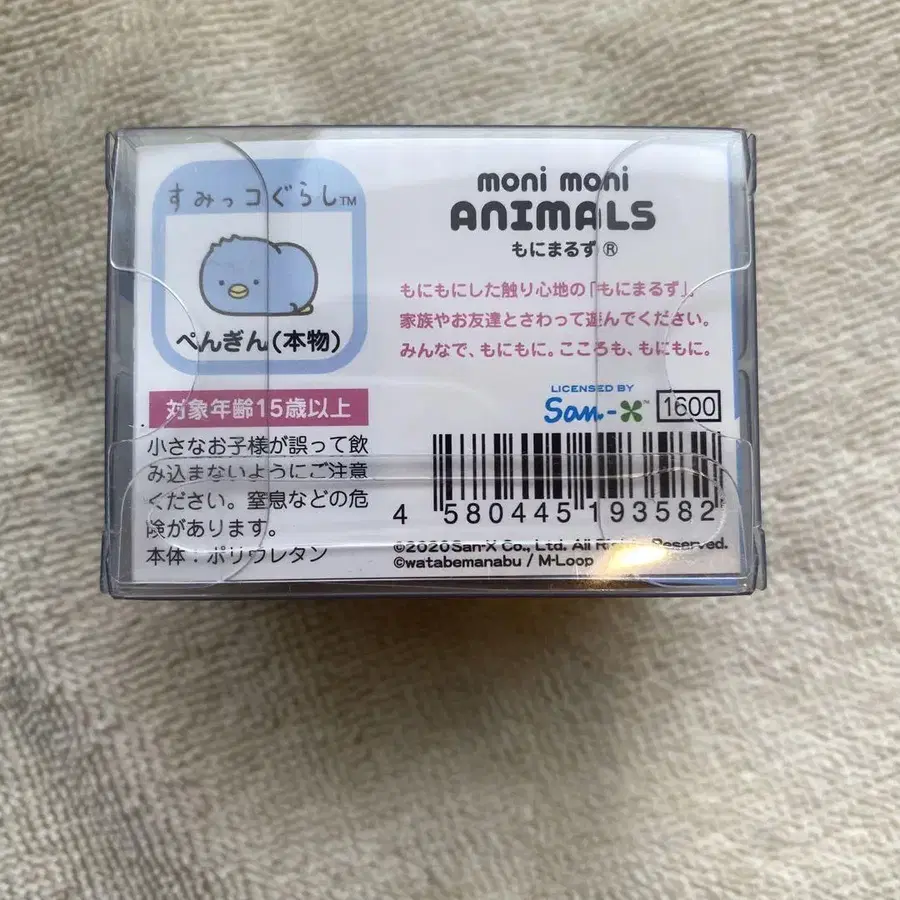 すみっコぐらし™
ぺんぎん(本物)
moni moni
ANIMALS
もにまるず®
もにもにした触り心地の「もにまるず」。
家族やお友達とさわって遊んでください。
みんなで、もにもに。こころも、もにもに。
LICENSED BY
San-X™ 1600
対象年齢15歳以上
小さなお子様が誤って飲
み込まないようにご注意
ください。窒息などの危
険があります。
本体：ポリウレタン
4 580445 193582
©2020San-X Co., Ltd. All Rights Reserved.
©watabemanabu / M-Loop